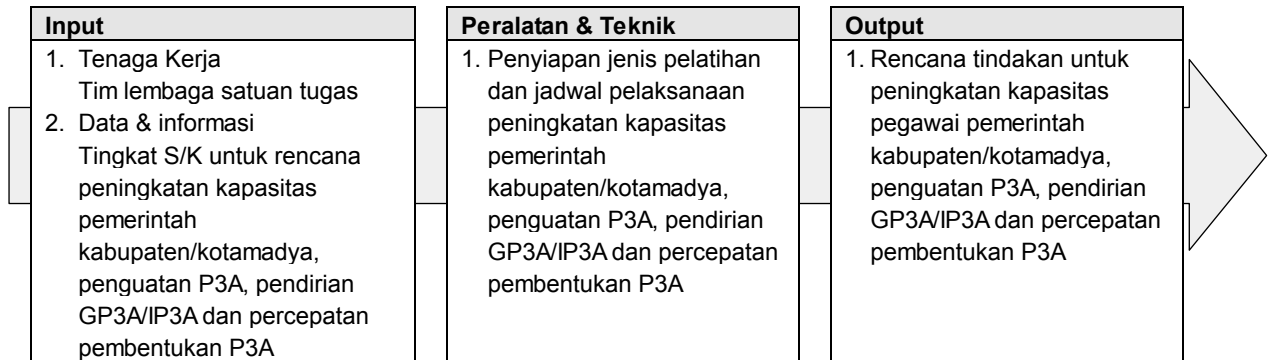 Input
1. Tenaga Kerja
Tim lembaga satuan tugas
2. Data & informasi
Tingkat S/K untuk rencana
peningkatan kapasitas
pemerintah
kabupaten/kotamadya,
penguatan P3A, pendirian
GP3A/IP3A dan percepatan
pembentukan P3A
Peralatan & Teknik
1. Penyiapan jenis pelatihan
dan jadwal pelaksanaan
peningkatan kapasitas
pemerintah
kabupaten/kotamadya,
penguatan P3A, pendirian
GP3A/IP3A dan percepatan
pembentukan P3A
Output
1. Rencana tindakan untuk
peningkatan kapasitas
pegawai pemerintah
kabupaten/kotamadya,
penguatan P3A, pendirian
GP3A/IP3A dan percepatan
pembentukan P3A